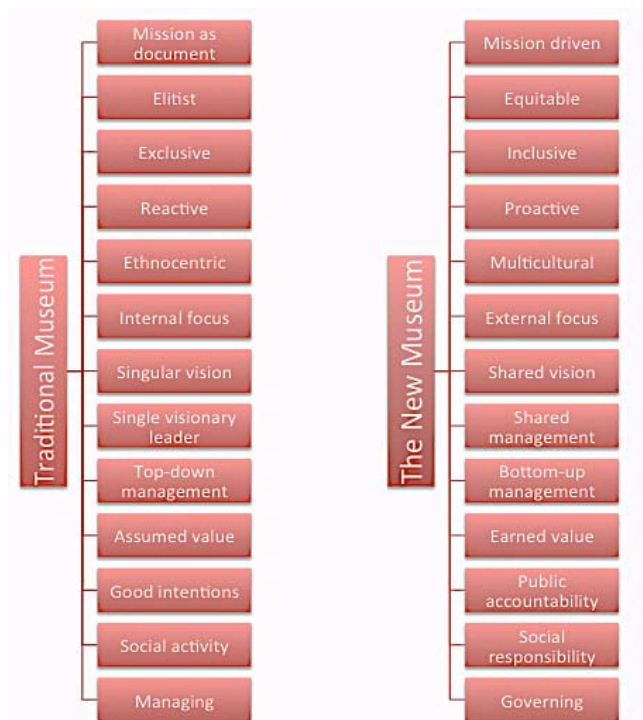 Traditional Museum
Mission as
document
Elitist
Exclusive
Reactive
Ethnocentric
Internal focus
Singular vision
Single visionary
leader
Top-down
management
Assumed value
Good intentions
Social activity
Managing
The New Museum
Mission driven
Equitable
Inclusive
Proactive
Multicultural
External focus
Shared vision
Shared
management
Bottom-up
management
Earned value
Public
accountability
Social
responsibility
Governing